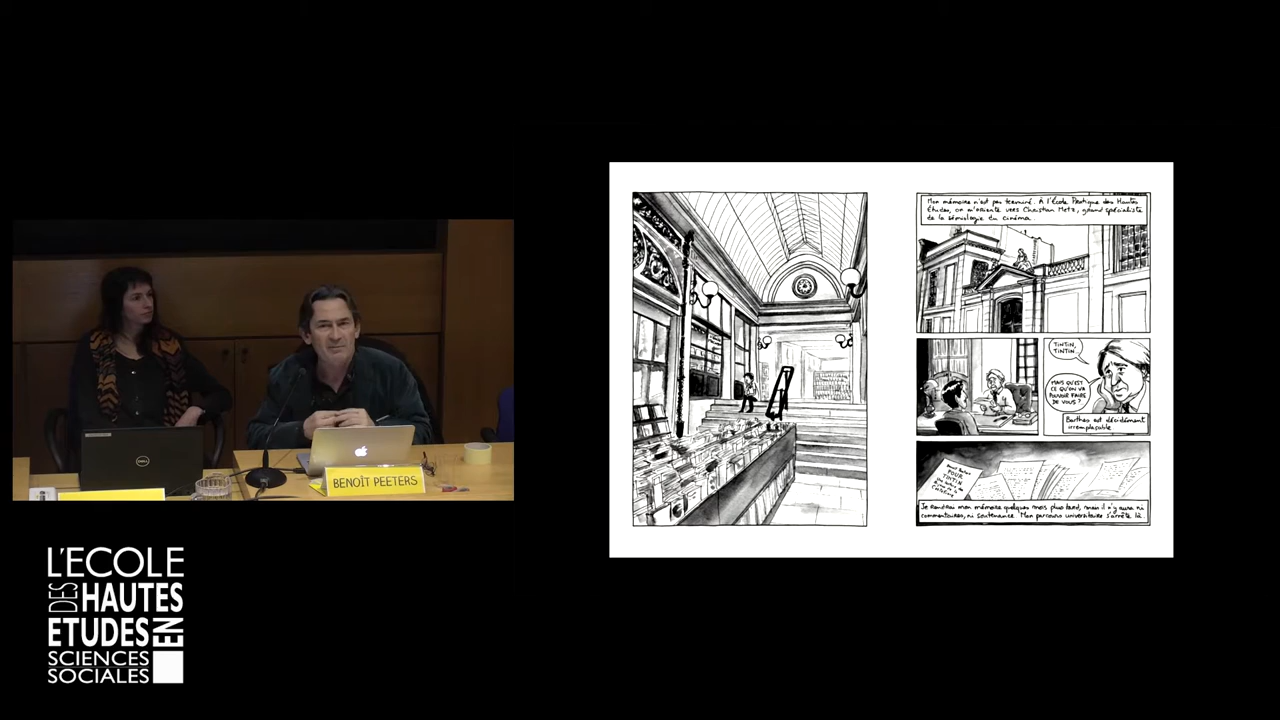 Mon mémoire n'est pas terminé. À l'École Pratique des Hautes
Études, on m'oriente vers Christian Metz, grand spécialiste
de la sémiologie du cinéma.
TINTIN,
TINTIN...
MAIS QU'EST
CE QU'ON VA
POUVOIR FAIRE
DE VOUS ?
Barthes est décidément
irremplaçable
POUR
TINTIN
Je rendrai mon mémoire quelques mois plus tard, mais il n'y aura ni
commentaires, ni soutenance. Mon parcours universitaire s'arrête là.
DELL
BENOÎT PEETERS
L'ECOLE
DES HAUTES
ETUDES EN
SCIENCES
SOCIALES